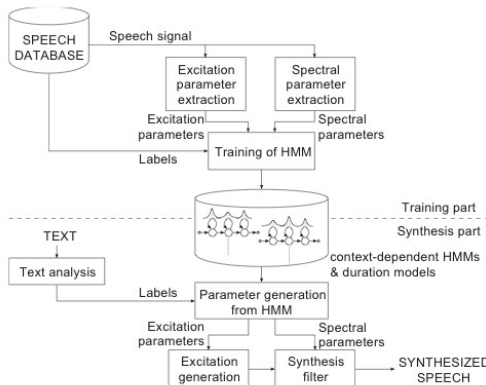 SPEECH
DATABASE
Speech signal
Excitation
parameter
extraction
Spectral
parameter
extraction
Excitation
parameters
Spectral
parameters
Labels
Training of HMM
Training part
Synthesis part
TEXT
context-dependent HMMs
& duration models
Text analysis
Labels
Parameter generation
from HMM
Excitation
parameters
Spectral
parameters
Excitation
generation
Synthesis
filter
SYNTHESIZED
SPEECH